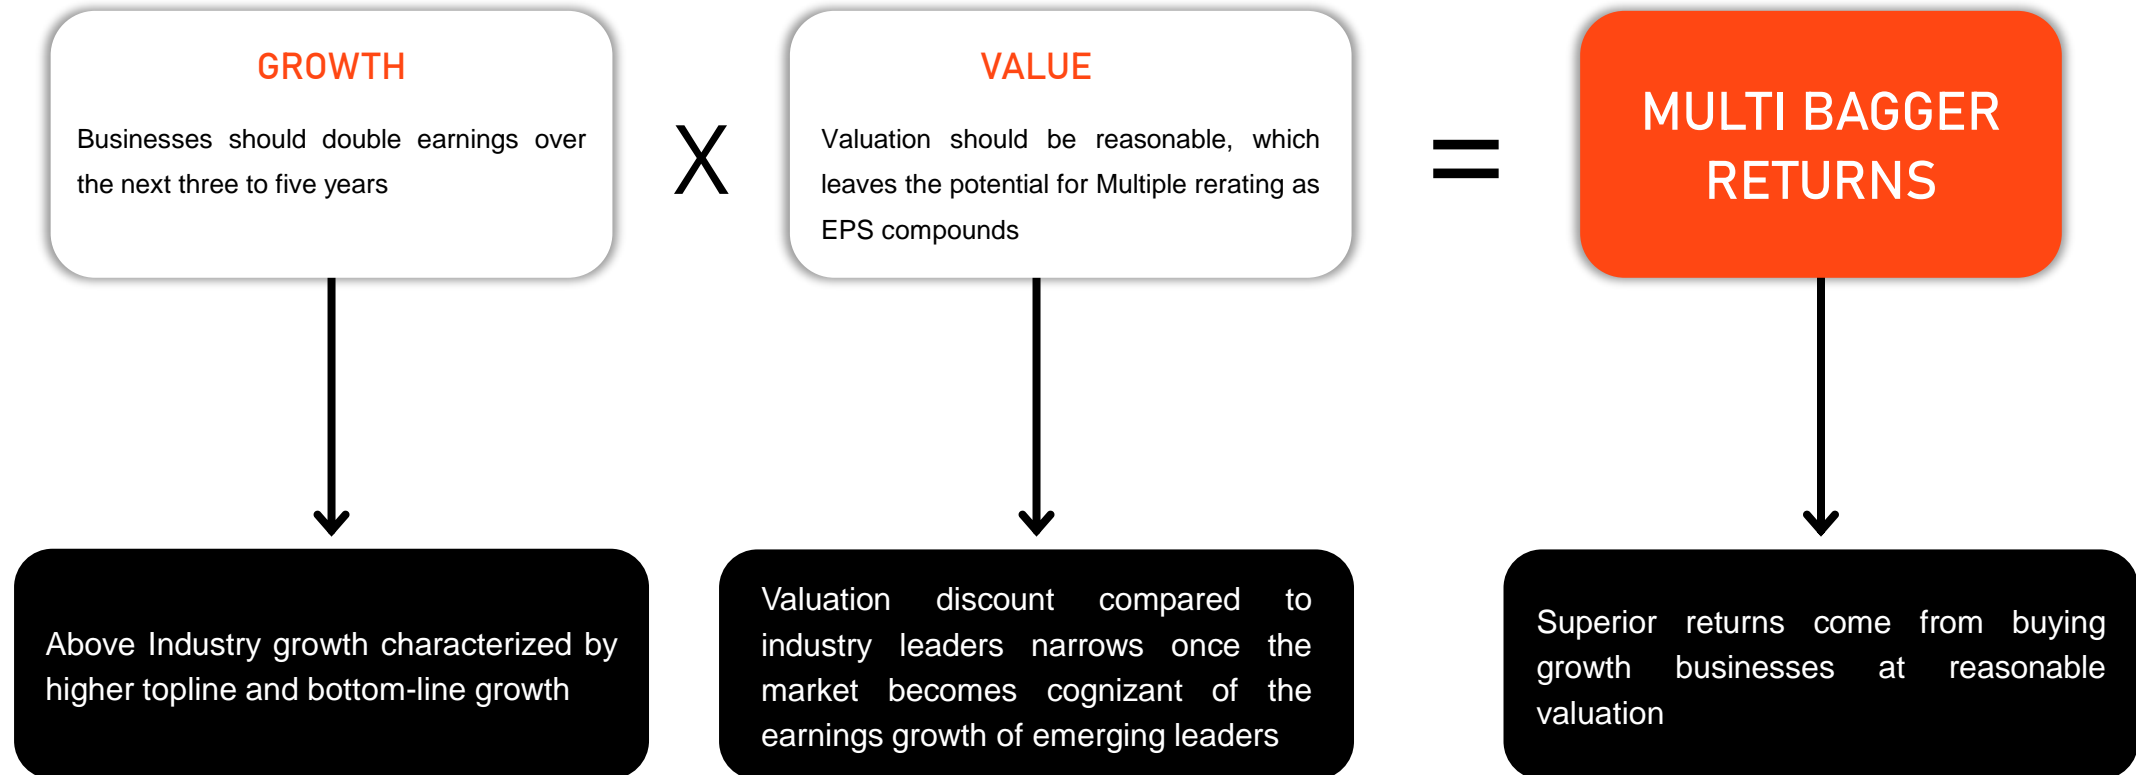 GROWTH
Businesses should double earnings over
the next three to five years
X
VALUE
Valuation should be reasonable, which
leaves the potential for Multiple rerating as
EPS compounds
=
MULTI BAGGER
RETURNS
Above Industry growth characterized by
higher topline and bottom-line growth
Valuation discount compared to
industry leaders narrows once the
market becomes cognizant of the
earnings growth of emerging leaders
Superior returns come from buying
growth businesses at reasonable
valuation